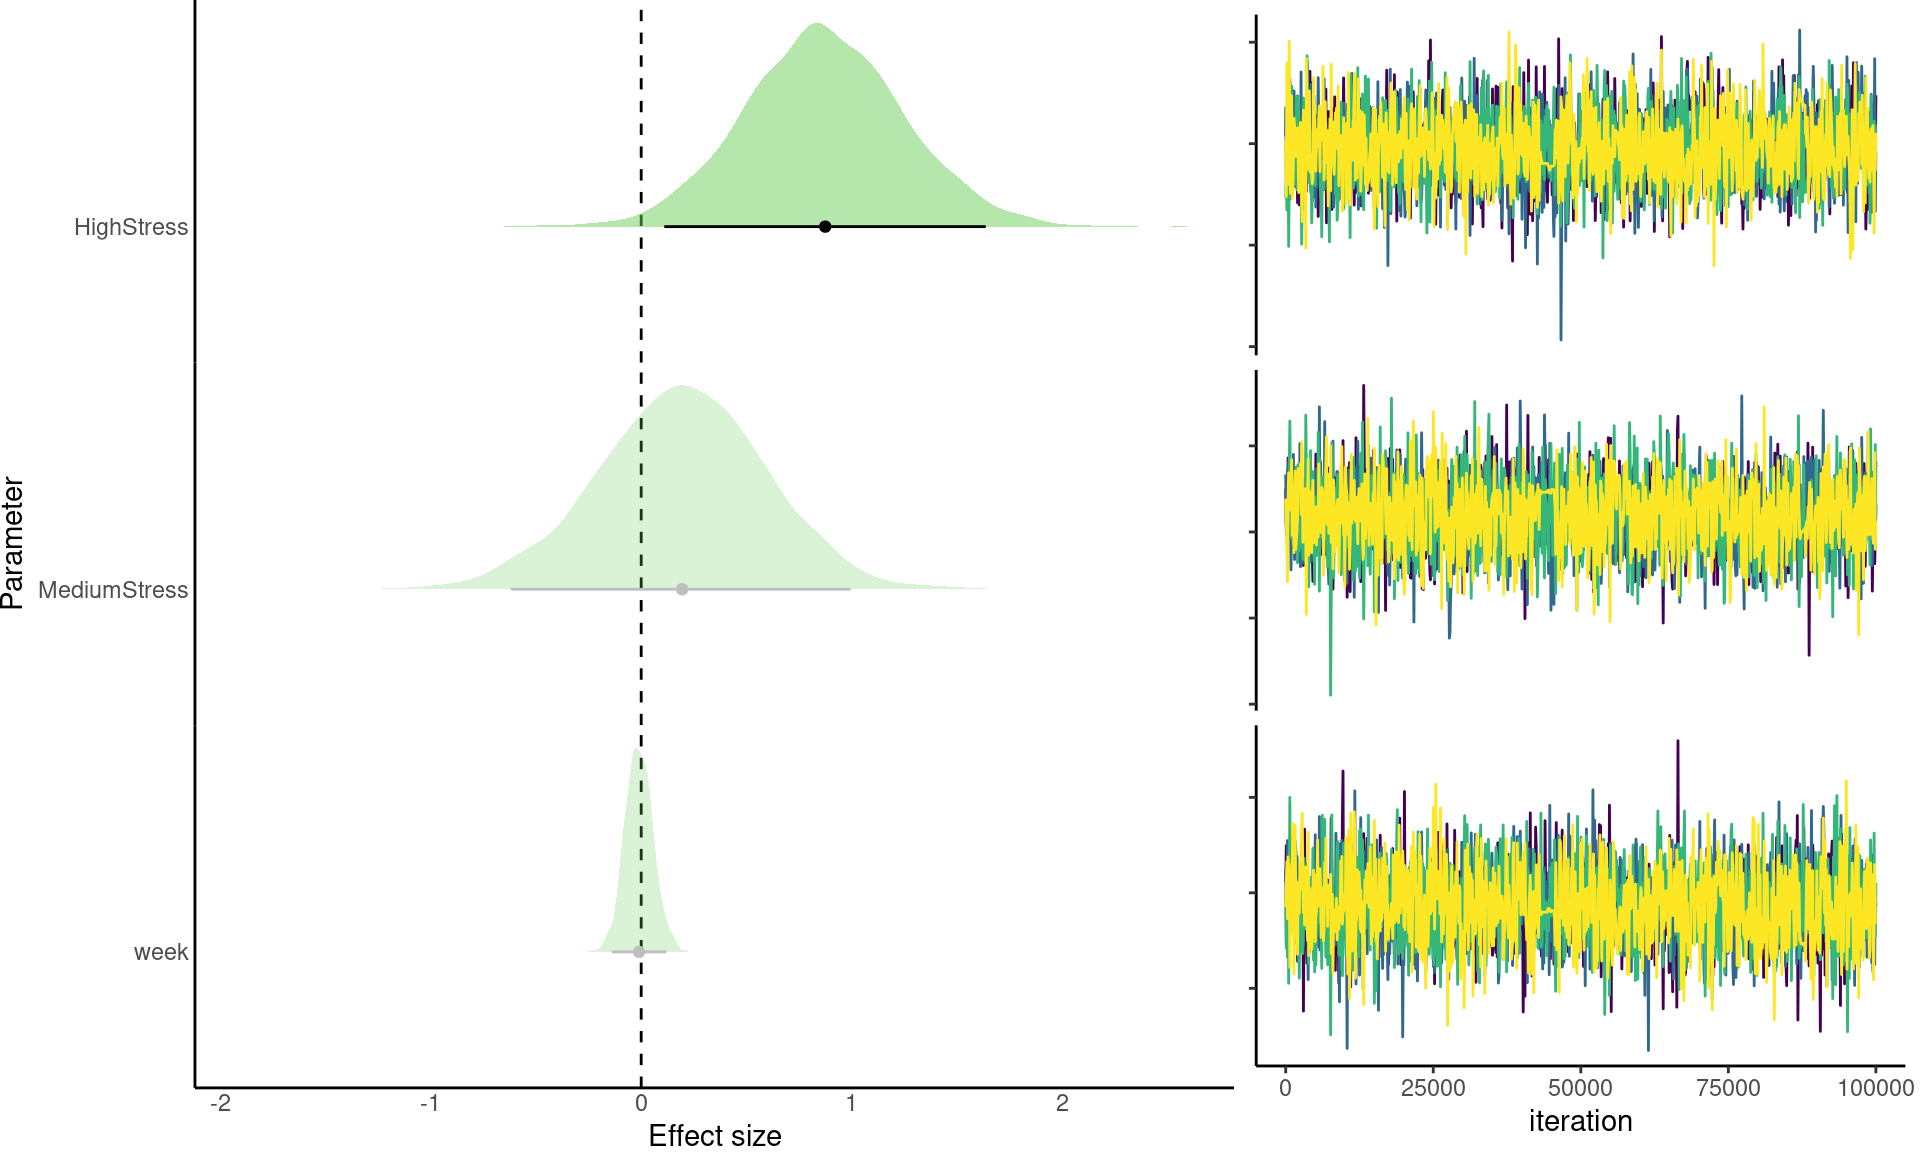 Parameter
HighStress
MediumStress
week
-2 -1 0 1 2
Effect size
0 25000 50000 75000 100000
iteration